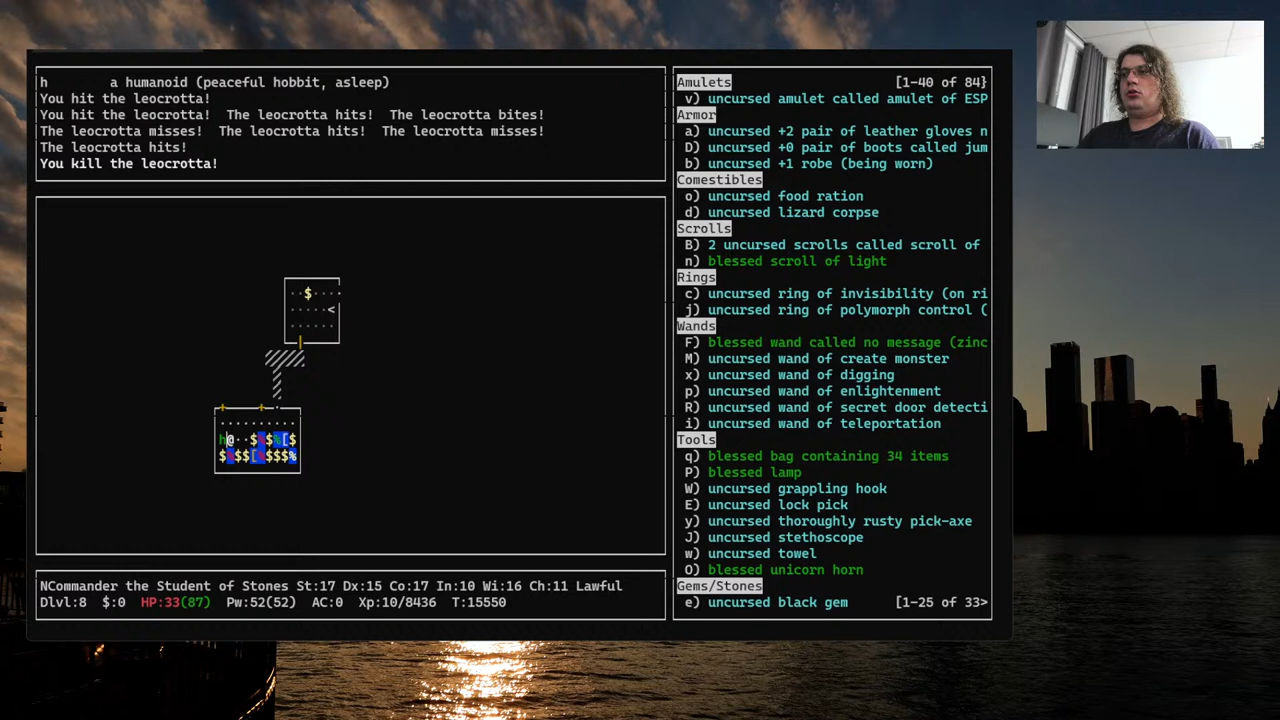 h       a humanoid (peaceful hobbit, asleep)
You hit the leocrotta!
You hit the leocrotta!  The leocrotta hits!  The leocrotta bites!
The leocrotta misses!  The leocrotta hits!  The leocrotta misses!
The leocrotta hits!
You kill the leocrotta!
··$····
·····<
······
··········
h@··$%$%[$
$%$$[%$$$%
NCommander the Student of Stones St:17 Dx:15 Co:17 In:10 Wi:16 Ch:11 Lawful
Dlvl:8  $:0  HP:33(87)  Pw:52(52)  AC:0  Xp:10/8436  T:15550
Amulets [1-40 of 84}
v) uncursed amulet called amulet of ESP
Armor
a) uncursed +2 pair of leather gloves n
D) uncursed +0 pair of boots called jum
b) uncursed +1 robe (being worn)
Comestibles
o) uncursed food ration
d) uncursed lizard corpse
Scrolls
B) 2 uncursed scrolls called scroll of
n) blessed scroll of light
Rings
c) uncursed ring of invisibility (on ri
j) uncursed ring of polymorph control (
Wands
F) blessed wand called no message (zinc
M) uncursed wand of create monster
x) uncursed wand of digging
p) uncursed wand of enlightenment
R) uncursed wand of secret door detecti
i) uncursed wand of teleportation
Tools
q) blessed bag containing 34 items
P) blessed lamp
W) uncursed grappling hook
E) uncursed lock pick
y) uncursed thoroughly rusty pick-axe
J) uncursed stethoscope
w) uncursed towel
O) blessed unicorn horn
Gems/Stones
e) uncursed black gem [1-25 of 33>